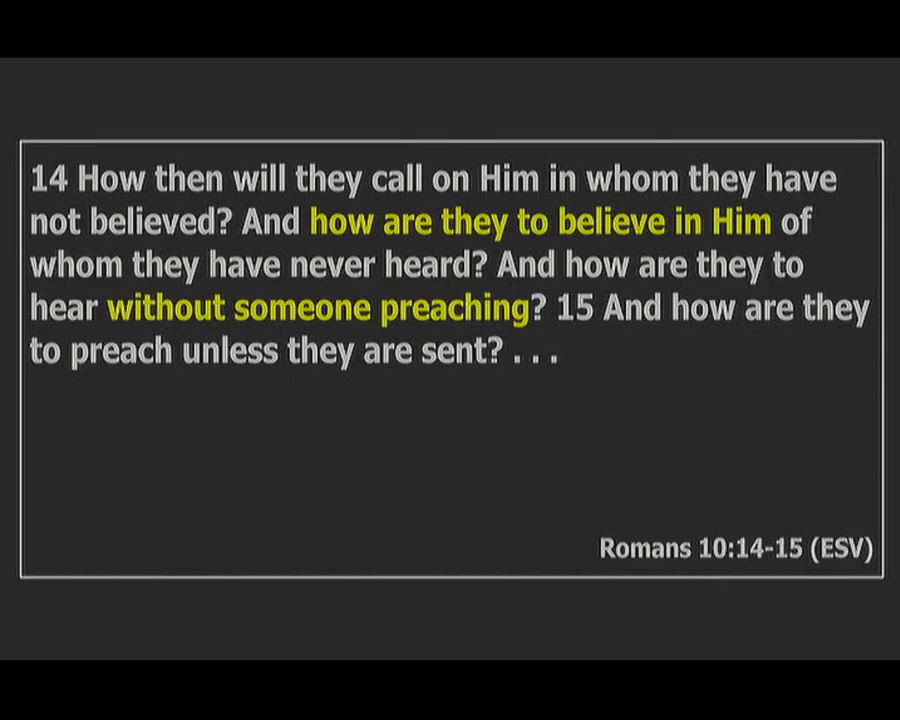 14 How then will they call on Him in whom they have
not believed? And how are they to believe in Him of
whom they have never heard? And how are they to
hear without someone preaching? 15 And how are they
to preach unless they are sent? . . .
Romans 10:14-15 (ESV)